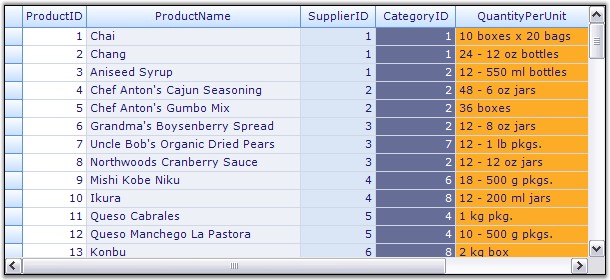 ProductID ProductName SupplierID CategoryID QuantityPerUnit
1 Chai 1 1 10 boxes x 20 bags
2 Chang 1 1 24 - 12 oz bottles
3 Aniseed Syrup 1 2 12 - 550 ml bottles
4 Chef Anton's Cajun Seasoning 2 2 48 - 6 oz jars
5 Chef Anton's Gumbo Mix 2 2 36 boxes
6 Grandma's Boysenberry Spread 3 2 12 - 8 oz jars
7 Uncle Bob's Organic Dried Pears 3 7 12 - 1 lb pkgs.
8 Northwoods Cranberry Sauce 3 2 12 - 12 oz jars
9 Mishi Kobe Niku 4 6 18 - 500 g pkgs.
10 Ikura 4 8 12 - 200 ml jars
11 Queso Cabrales 5 4 1 kg pkg.
12 Queso Manchego La Pastora 5 4 10 - 500 g pkgs.
13 Konbu 6 8 2 kg box